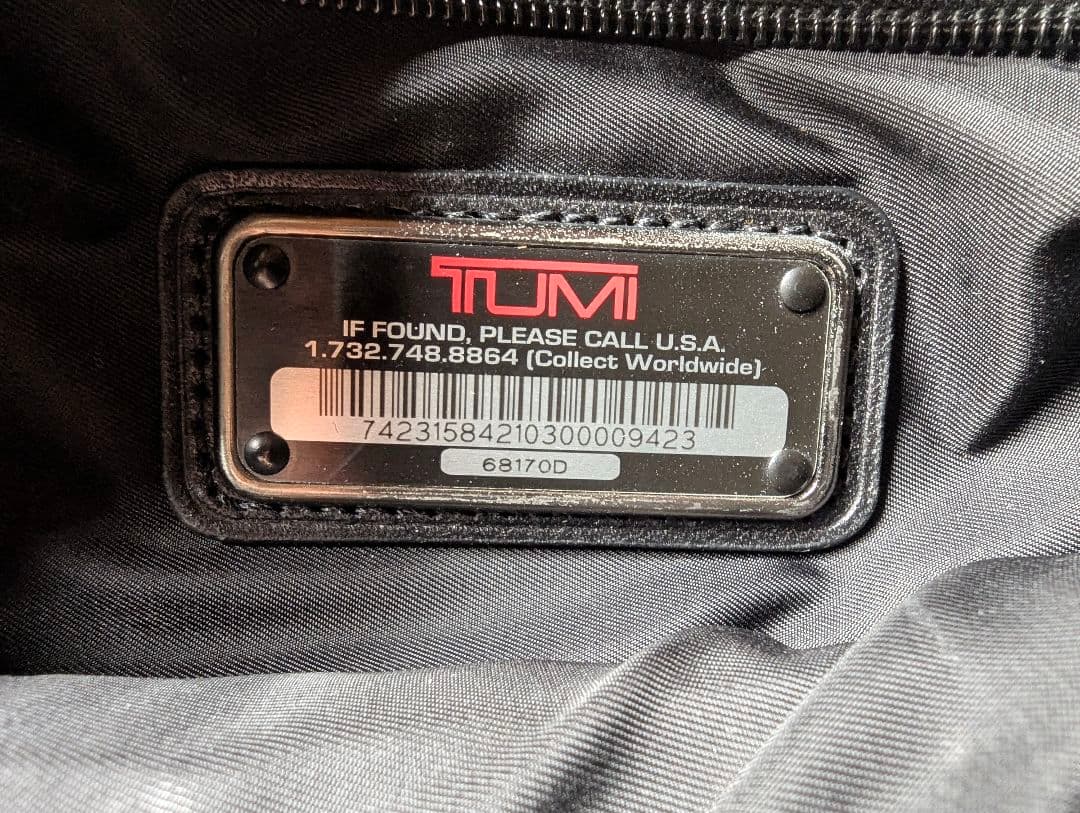 TUMI
IF FOUND, PLEASE CALL U.S.A.
1.732.748.8864 (Collect Worldwide)
74231584210300009423
68170D